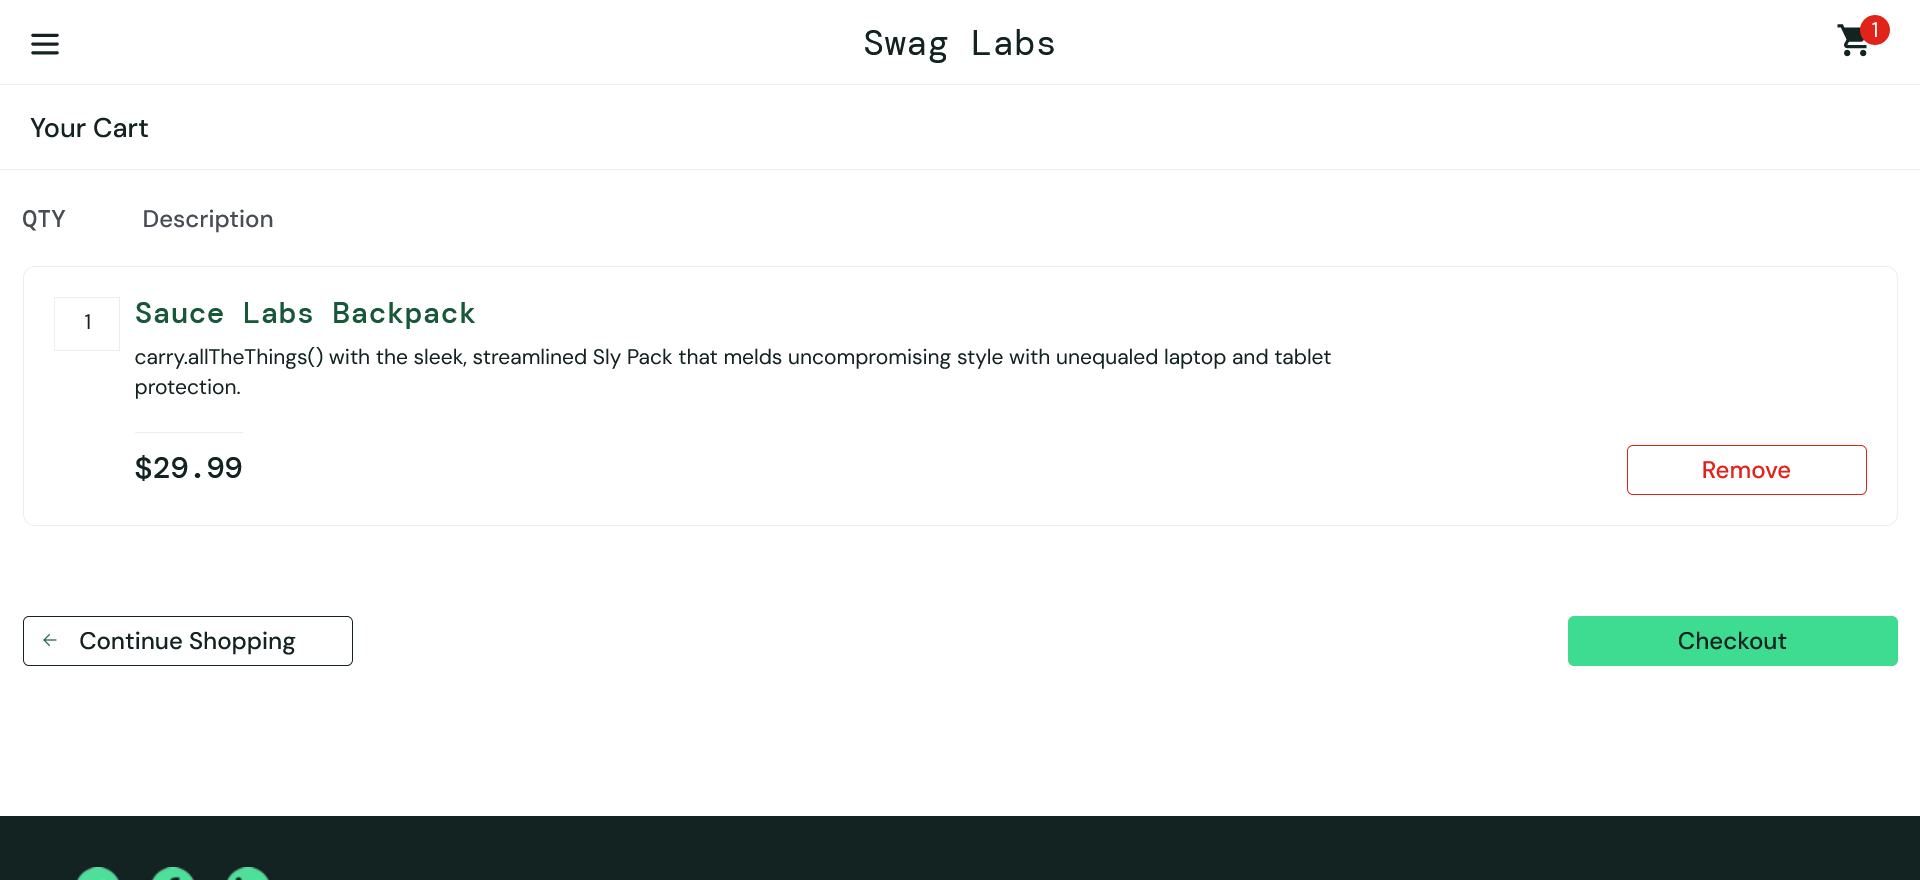 Swag Labs
1
Your Cart
QTY Description
1
Sauce Labs Backpack
carry.allTheThings() with the sleek, streamlined Sly Pack that melds uncompromising style with unequaled laptop and tablet
protection.
$29.99
Remove
Continue Shopping
Checkout